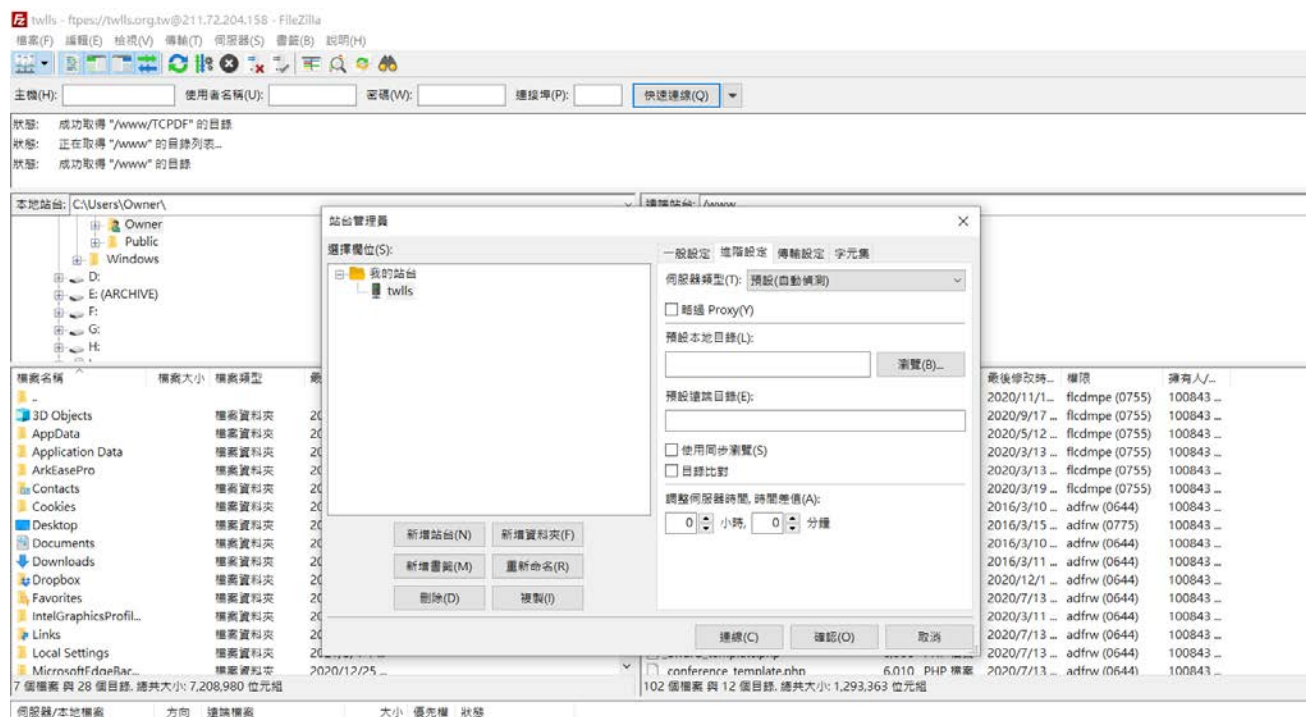 twlls - ftpes://twlls.org.tw@211.72.204.158 - FileZilla
檔案(F) 編輯(E) 檢視(V) 傳輸(T) 伺服器(S) 書籤(B) 說明(H)
主機(H): 使用者名稱(U): 密碼(W): 連接埠(P): 快速連線(Q)
狀態: 成功取得 "/www/TCPDF" 的目錄
狀態: 正在取得 "/www" 的目錄列表...
狀態: 成功取得 "/www" 的目錄
本地站台: C:\Users\Owner\
遠端站台: /www
Owner
Public
Windows
D:
E: (ARCHIVE)
F:
G:
H:
站台管理員
選擇欄位(S):
我的站台
twlls
新增站台(N) 新增資料夾(F)
新增書籤(M) 重新命名(R)
刪除(D) 複製(I)
一般設定 進階設定 傳輸設定 字元集
伺服器類型(T): 預設(自動偵測)
略過 Proxy(Y)
預設本地目錄(L):
瀏覽(B)...
預設遠端目錄(E):
使用同步瀏覽(S)
目錄比對
調整伺服器時間, 時間差值(A):
0 小時, 0 分鐘
連線(C) 確認(O) 取消
檔案名稱 檔案大小 檔案類型 最
..
3D Objects 檔案資料夾 20
AppData 檔案資料夾 20
Application Data 檔案資料夾 20
ArkEasePro 檔案資料夾 20
Contacts 檔案資料夾 20
Cookies 檔案資料夾 20
Desktop 檔案資料夾 20
Documents 檔案資料夾 20
Downloads 檔案資料夾 20
Dropbox 檔案資料夾 20
Favorites 檔案資料夾 20
IntelGraphicsProfil... 檔案資料夾 20
Links 檔案資料夾 20
Local Settings 檔案資料夾
MicrosoftEdgeBac... 檔案資料夾 2020/12/25 ...
7 個檔案 與 28 個目錄. 總共大小: 7,208,980 位元組
最後修改時... 權限 擁有人/...
2020/11/1... flcdmpe (0755) 100843 ...
2020/9/17 ... flcdmpe (0755) 100843 ...
2020/5/12 ... flcdmpe (0755) 100843 ...
2020/3/13 ... flcdmpe (0755) 100843 ...
2020/3/13 ... flcdmpe (0755) 100843 ...
2020/3/19 ... flcdmpe (0755) 100843 ...
2016/3/10 ... adfrw (0644) 100843 ...
2016/3/15 ... adfrw (0775) 100843 ...
2016/3/10 ... adfrw (0644) 100843 ...
2016/3/11 ... adfrw (0644) 100843 ...
2020/12/1 ... adfrw (0644) 100843 ...
2020/7/13 ... adfrw (0644) 100843 ...
2020/3/11 ... adfrw (0644) 100843 ...
2020/7/13 ... adfrw (0644) 100843 ...
2020/7/13 ... adfrw (0644) 100843 ...
conference_template.php 6,010 PHP 檔案 2020/7/13 ... adfrw (0644) 100843 ...
102 個檔案 與 12 個目錄. 總共大小: 1,293,363 位元組
伺服器/本地檔案 方向 遠端檔案 大小 優先權 狀態